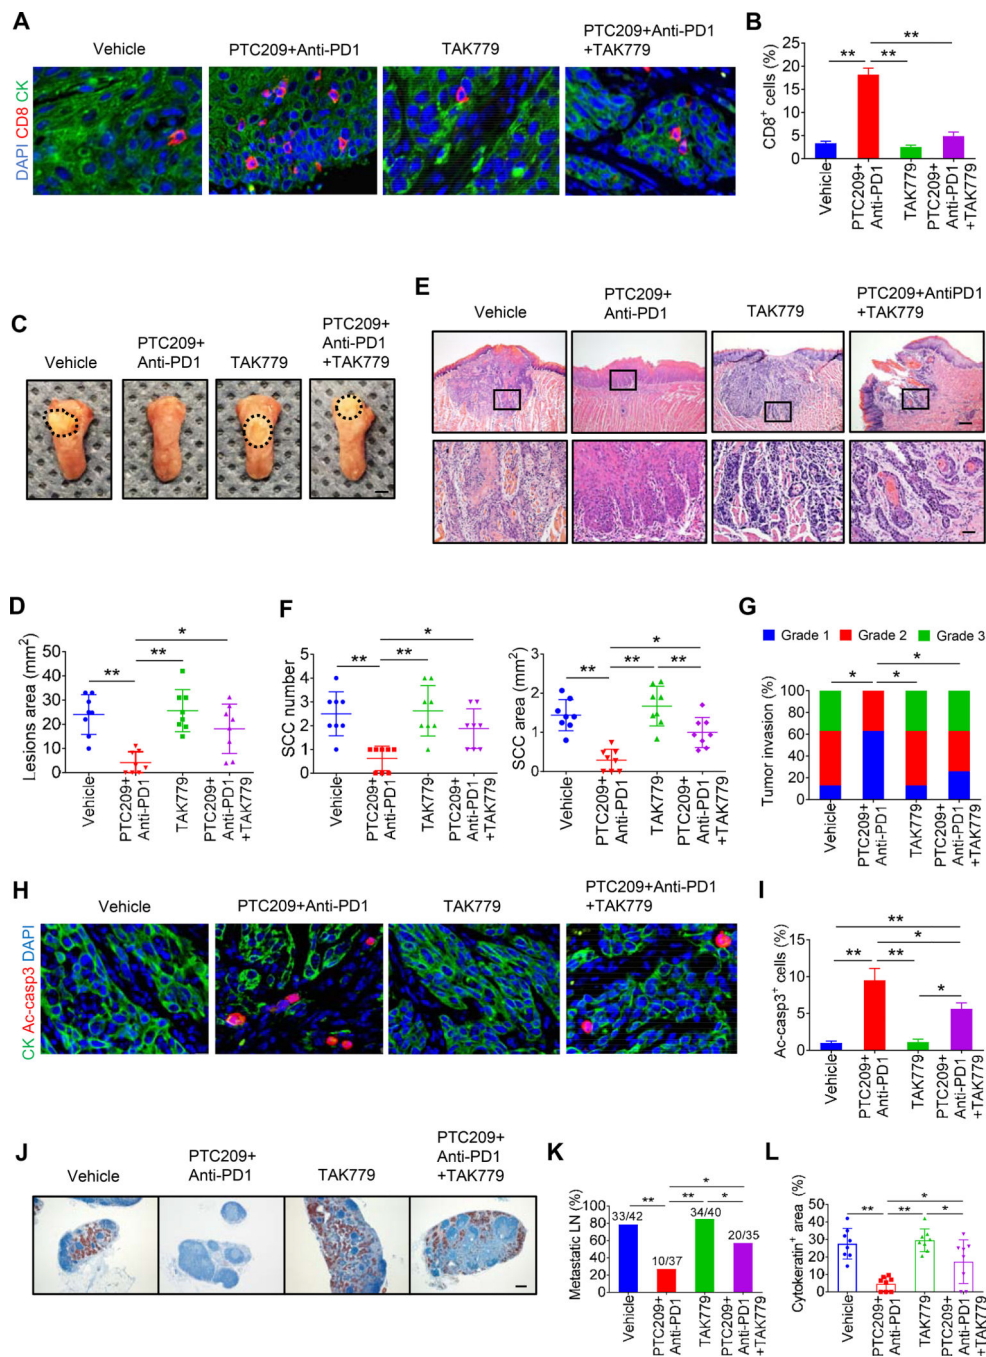 A
Vehicle
PTC209+Anti-PD1
TAK779
PTC209+Anti-PD1
+TAK779
DAPI CD8 CK
B
**
**
**
CD8+ cells (%)
25
20
15
10
5
0
Vehicle
PTC209+
Anti-PD1
TAK779
PTC209+
Anti-PD1
+TAK779
C
Vehicle
PTC209+
Anti-PD1
TAK779
PTC209+
Anti-PD1
+TAK779
E
Vehicle
PTC209+
Anti-PD1
TAK779
PTC209+AntiPD1
+TAK779
D
*
**
**
Lesions area (mm2)
50
40
30
20
10
0
Vehicle
PTC209+
Anti-PD1
TAK779
PTC209+
Anti-PD1
+TAK779
F
*
**
**
SCC number
5
4
3
2
1
0
Vehicle
PTC209+
Anti-PD1
TAK779
PTC209+
Anti-PD1
+TAK779
*
**
**
**
SCC area (mm2)
3
2
1
0
Vehicle
PTC209+
Anti-PD1
TAK779
PTC209+
Anti-PD1
+TAK779
G
Grade 1
Grade 2
Grade 3
*
*
*
Tumor invasion (%)
100
80
60
40
20
0
Vehicle
PTC209+
Anti-PD1
TAK779
PTC209+
Anti-PD1
+TAK779
H
Vehicle
PTC209+Anti-PD1
TAK779
PTC209+Anti-PD1
+TAK779
CK Ac-casp3 DAPI
I
**
*
**
**
*
Ac-casp3+ cells (%)
15
10
5
0
Vehicle
PTC209+
Anti-PD1
TAK779
PTC209+
Anti-PD1
+TAK779
J
Vehicle
PTC209+
Anti-PD1
TAK779
PTC209+
Anti-PD1
+TAK779
K
*
**
**
*
Metastatic LN (%)
100
80
60
40
20
0
33/42
10/37
34/40
20/35
Vehicle
PTC209+
Anti-PD1
TAK779
PTC209+
Anti-PD1
+TAK779
L
*
**
**
*
Cytokeratin+ area (%)
40
30
20
10
0
Vehicle
PTC209+
Anti-PD1
TAK779
PTC209+
Anti-PD1
+TAK779